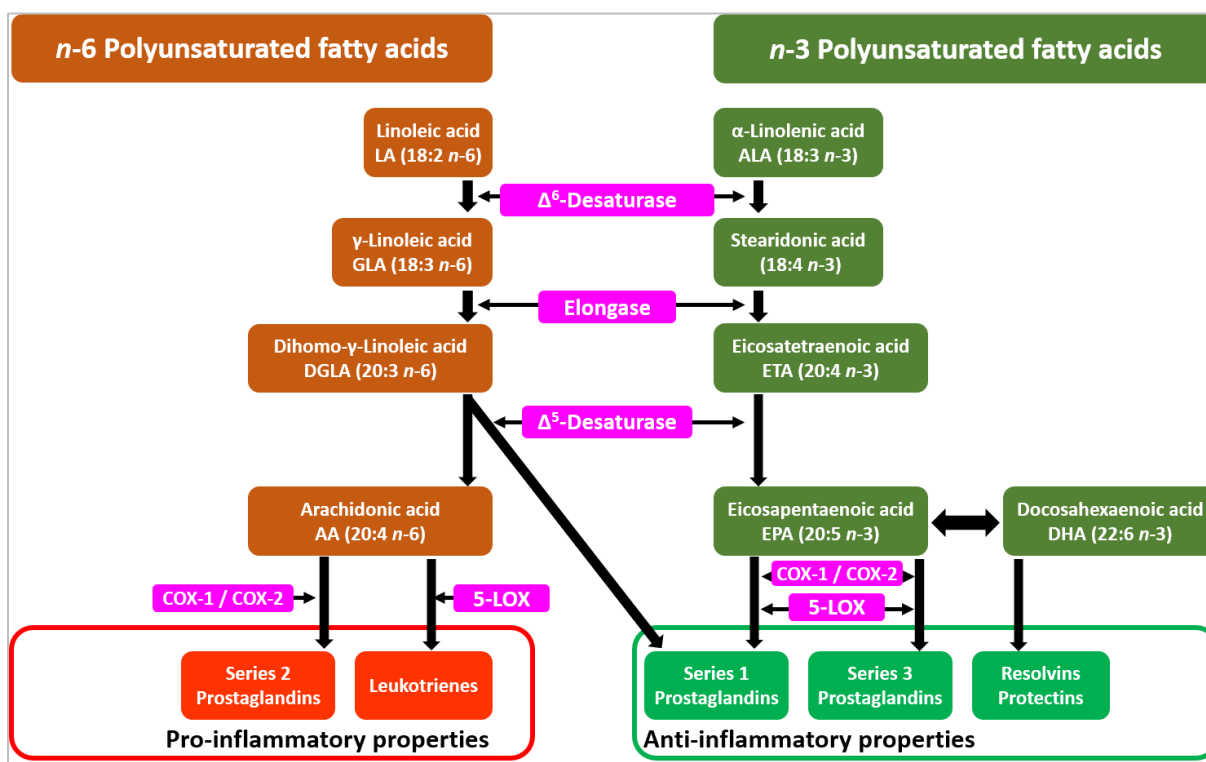 n-6 Polyunsaturated fatty acids
n-3 Polyunsaturated fatty acids
Linoleic acid
LA (18:2 n-6)
α-Linolenic acid
ALA (18:3 n-3)
Δ⁶-Desaturase
γ-Linoleic acid
GLA (18:3 n-6)
Stearidonic acid
(18:4 n-3)
Elongase
Dihomo-γ-Linoleic acid
DGLA (20:3 n-6)
Eicosatetraenoic acid
ETA (20:4 n-3)
Δ⁵-Desaturase
Arachidonic acid
AA (20:4 n-6)
Eicosapentaenoic acid
EPA (20:5 n-3)
Docosahexaenoic acid
DHA (22:6 n-3)
COX-1 / COX-2
5-LOX
COX-1 / COX-2
5-LOX
Series 2
Prostaglandins
Leukotrienes
Series 1
Prostaglandins
Series 3
Prostaglandins
Resolvins
Protectins
Pro-inflammatory properties
Anti-inflammatory properties